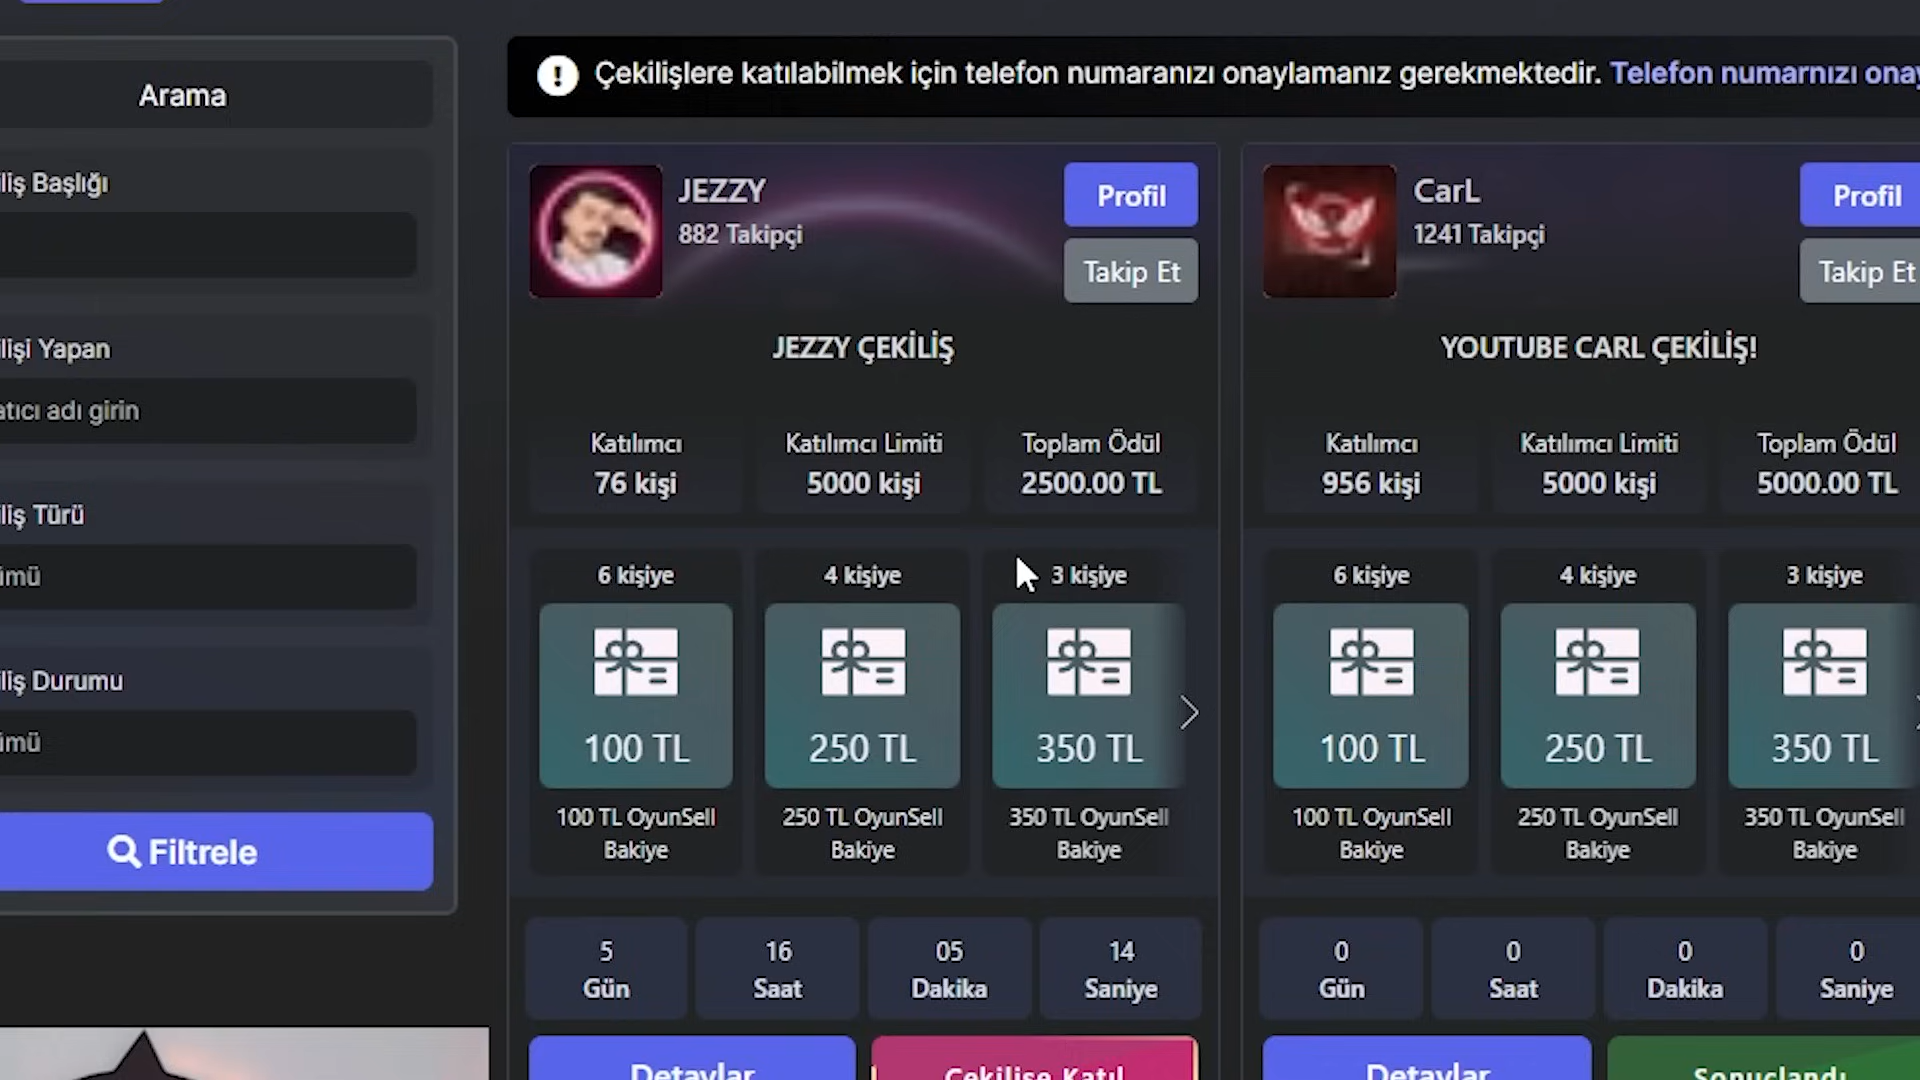 Arama
liş Başlığı
lişi Yapan
atıcı adı girin
liş Türü
ümü
liş Durumu
ümü
Filtrele
Çekilişlere katılabilmek için telefon numaranızı onaylamanız gerekmektedir. Telefon numarnızı onay
JEZZY
882 Takipçi
Profil
Takip Et
JEZZY ÇEKİLİŞ
Katılımcı
76 kişi
Katılımcı Limiti
5000 kişi
Toplam Ödül
2500.00 TL
6 kişiye
100 TL
100 TL OyunSell
Bakiye
4 kişiye
250 TL
250 TL OyunSell
Bakiye
3 kişiye
350 TL
350 TL OyunSell
Bakiye
5
Gün
16
Saat
05
Dakika
14
Saniye
Detaylar
Çekilişe Katıl
CarL
1241 Takipçi
Profil
Takip Et
YOUTUBE CARL ÇEKİLİŞ!
Katılımcı
956 kişi
Katılımcı Limiti
5000 kişi
Toplam Ödül
5000.00 TL
6 kişiye
100 TL
100 TL OyunSell
Bakiye
4 kişiye
250 TL
250 TL OyunSell
Bakiye
3 kişiye
350 TL
350 TL OyunSell
Bakiye
0
Gün
0
Saat
0
Dakika
0
Saniye
Detaylar
Sonuçlandı